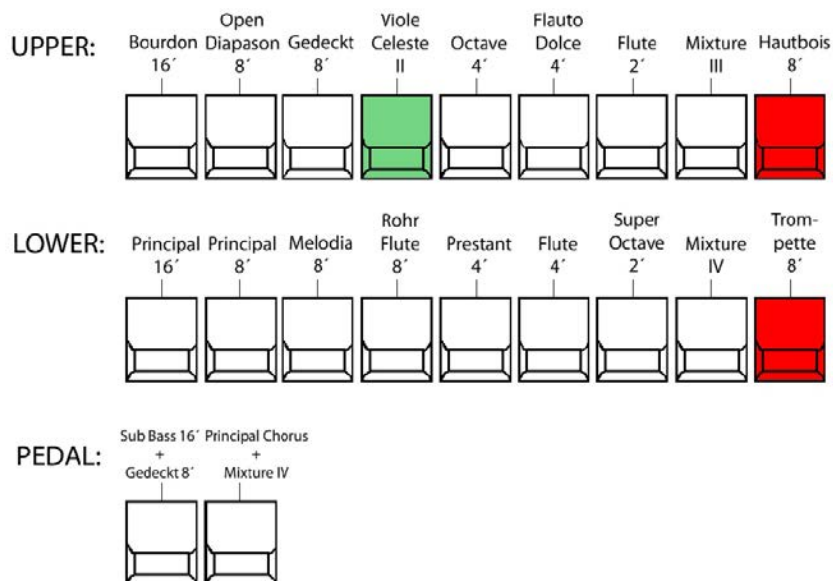 UPPER:
Bourdon 16´
Open Diapason 8´
Gedeckt 8´
Viole Celeste II
Octave 4´
Flauto Dolce 4´
Flute 2´
Mixture III
Hautbois 8´
LOWER:
Principal 16´
Principal 8´
Melodia 8´
Rohr Flute 8´
Prestant 4´
Flute 4´
Super Octave 2´
Mixture IV
Trom-
pette 8´
PEDAL:
Sub Bass 16´
+
Gedeckt 8´
Principal Chorus
+
Mixture IV